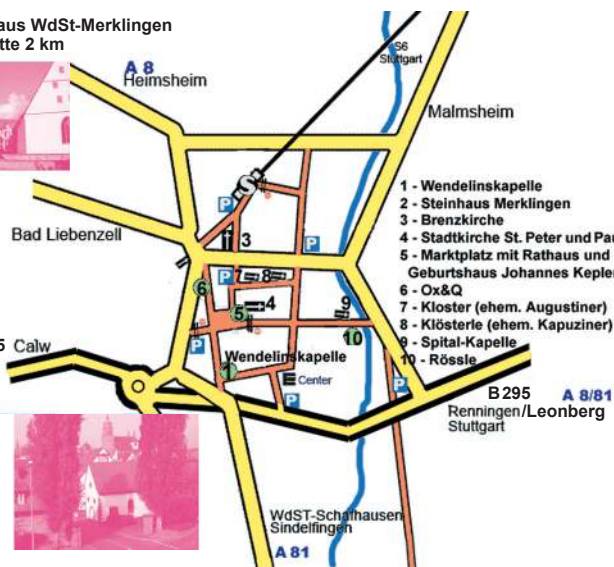 aus WdSt-Merklingen
tte 2 km
A 8
Heimsheim
S6
Stuttgart
Malmsheim
S
P
1 - Wendelinskapelle
2 - Steinhaus Merklingen
3 - Brenzkirche
4 - Stadtkirche St. Peter und Pau
5 - Marktplatz mit Rathaus und
Geburtshaus Johannes Kepler
6 - Ox&Q
7 - Kloster (ehem. Augustiner)
8 - Klösterle (ehem. Kapuziner)
9 - Spital-Kapelle
10 - Rössle
Bad Liebenzell
3
P
P
7
8
6
5
4
9
10
5 Calw
P
Wendelinskapelle
1
Center
P
P
B295
A 8/81
Renningen/Leonberg
Stuttgart
WdST-Schafhausen
Sindelfingen
A 81